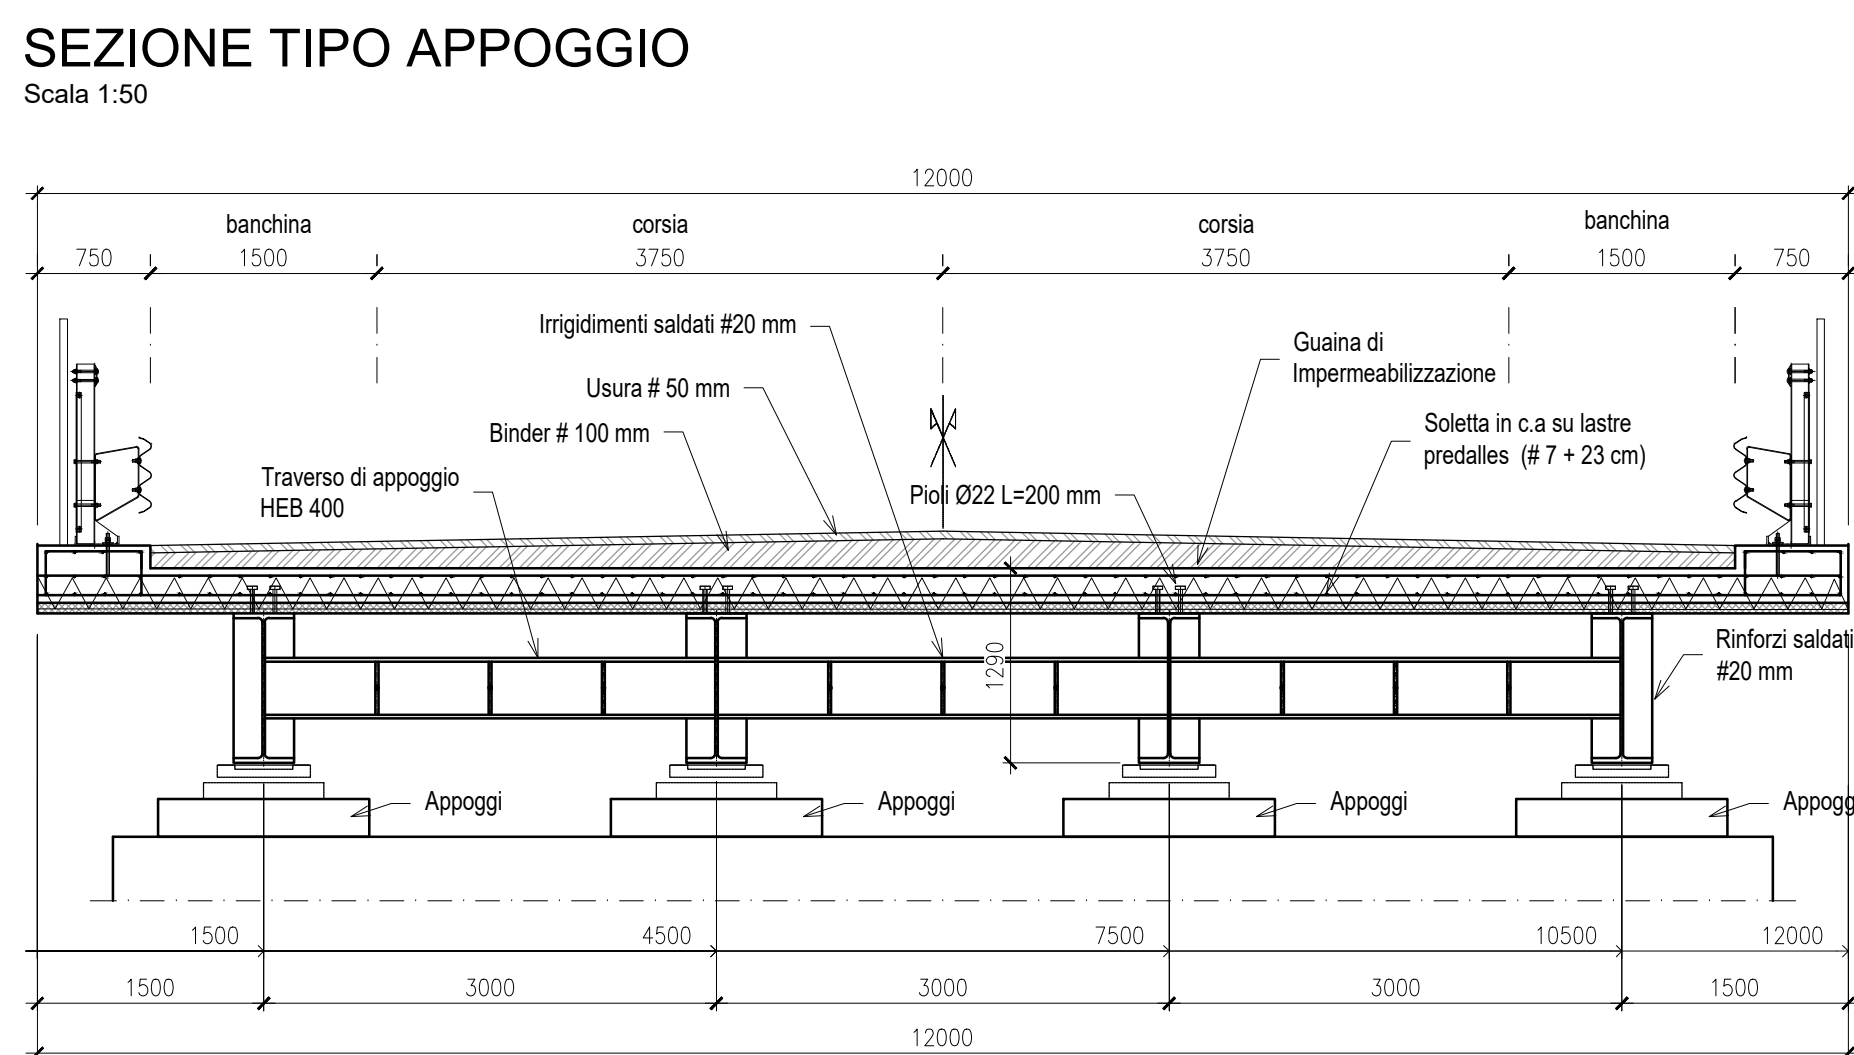 SEZIONE TIPO APPOGGIO
Scala 1:50
12000
banchina
corsia
corsia
banchina
750
1500
3750
3750
1500
750
Irrigidimenti saldati #20 mm
Guaina di
Impermeabilizzazione
Usura # 50 mm
Binder # 100 mm
Soletta in c.a su lastre
predalles (# 7 + 23 cm)
Traverso di appoggio
HEB 400
Pioli Ø22 L=200 mm
1290
Rinforzi saldati
#20 mm
Appoggi
Appoggi
Appoggi
Appogg
1500
4500
7500
10500
12000
1500
3000
3000
3000
1500
12000